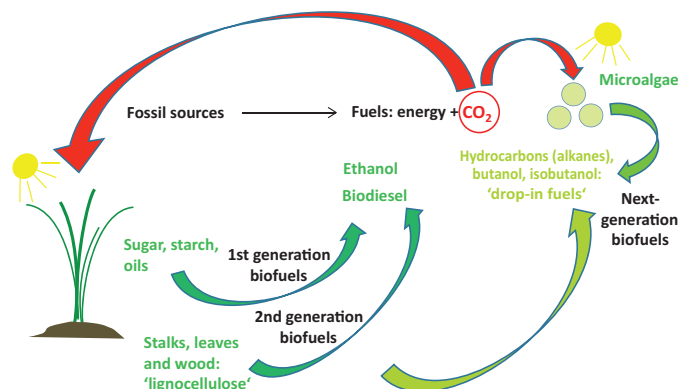 Microalgae
Fossil sources
Fuels: energy + CO₂
Ethanol
Biodiesel
Hydrocarbons (alkanes),
butanol, isobutanol:
‘drop-in fuels‘
Next-
generation
biofuels
Sugar, starch,
oils
1st generation
biofuels
2nd generation
biofuels
Stalks, leaves
and wood:
‘lignocellulose‘